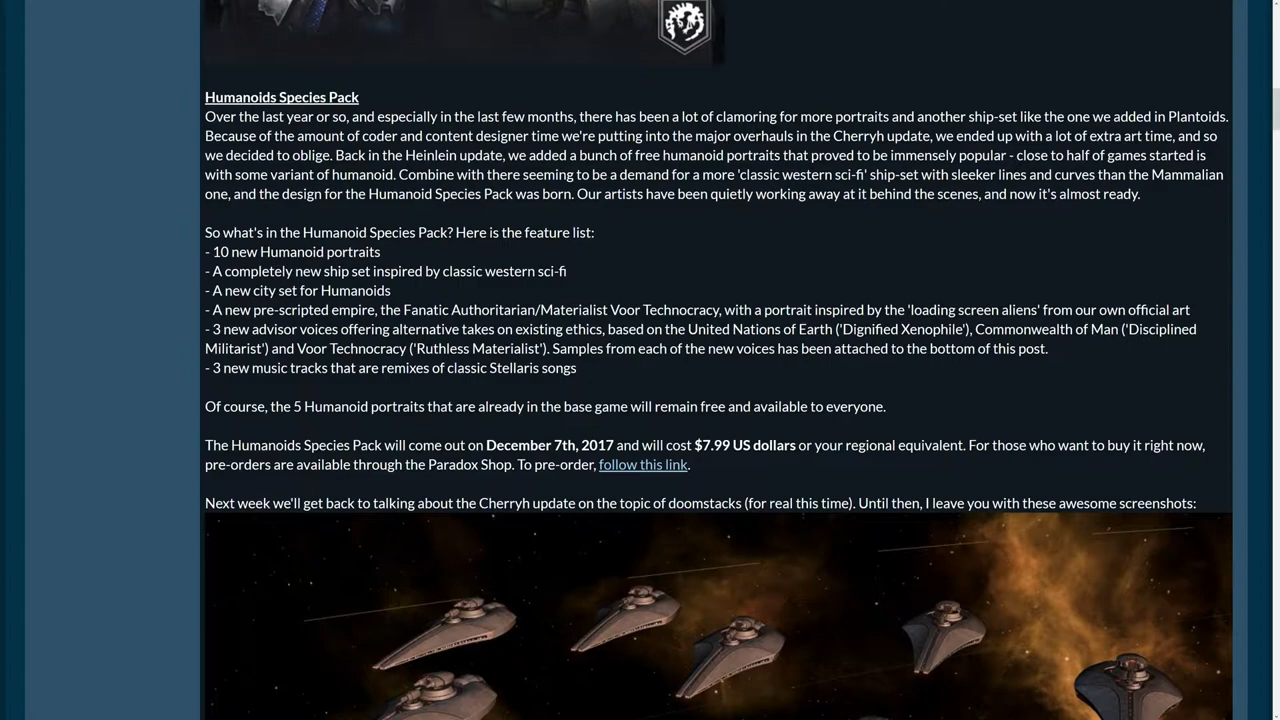 Humanoids Species Pack
Over the last year or so, and especially in the last few months, there has been a lot of clamoring for more portraits and another ship-set like the one we added in Plantoids.
Because of the amount of coder and content designer time we're putting into the major overhauls in the Cherryh update, we ended up with a lot of extra art time, and so
we decided to oblige. Back in the Heinlein update, we added a bunch of free humanoid portraits that proved to be immensely popular - close to half of games started is
with some variant of humanoid. Combine with there seeming to be a demand for a more 'classic western sci-fi' ship-set with sleeker lines and curves than the Mammalian
one, and the design for the Humanoid Species Pack was born. Our artists have been quietly working away at it behind the scenes, and now it's almost ready.
So what's in the Humanoid Species Pack? Here is the feature list:
- 10 new Humanoid portraits
- A completely new ship set inspired by classic western sci-fi
- A new city set for Humanoids
- A new pre-scripted empire, the Fanatic Authoritarian/Materialist Voor Technocracy, with a portrait inspired by the 'loading screen aliens' from our own official art
- 3 new advisor voices offering alternative takes on existing ethics, based on the United Nations of Earth ('Dignified Xenophile'), Commonwealth of Man ('Disciplined
Militarist') and Voor Technocracy ('Ruthless Materialist'). Samples from each of the new voices has been attached to the bottom of this post.
- 3 new music tracks that are remixes of classic Stellaris songs
Of course, the 5 Humanoid portraits that are already in the base game will remain free and available to everyone.
The Humanoids Species Pack will come out on December 7th, 2017 and will cost $7.99 US dollars or your regional equivalent. For those who want to buy it right now,
pre-orders are available through the Paradox Shop. To pre-order, follow this link.
Next week we'll get back to talking about the Cherryh update on the topic of doomstacks (for real this time). Until then, I leave you with these awesome screenshots: